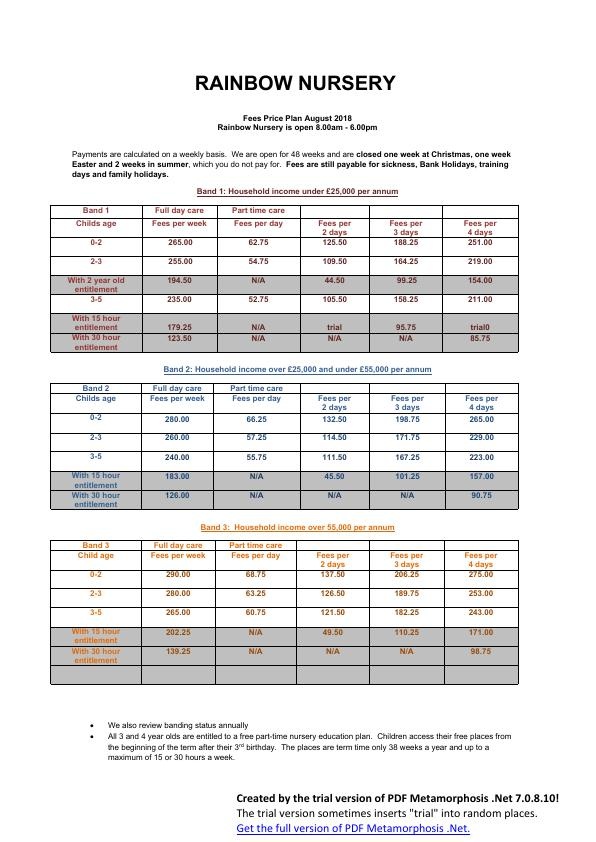 RAINBOW NURSERY
Fees Price Plan August 2018
Rainbow Nursery is open 8.00am - 6.00pm
Payments are calculated on a weekly basis.  We are open for 48 weeks and are closed one week at Christmas, one week
Easter and 2 weeks in summer, which you do not pay for.  Fees are still payable for sickness, Bank Holidays, training
days and family holidays.
Band 1: Household income under £25,000 per annum
Band 1 Full day care Part time care
Childs age Fees per week Fees per day Fees per 2 days Fees per 3 days Fees per 4 days
0-2 265.00 62.75 125.50 188.25 251.00
2-3 255.00 54.75 109.50 164.25 219.00
With 2 year old entitlement 194.50 N/A 44.50 99.25 154.00
3-5 235.00 52.75 105.50 158.25 211.00
With 15 hour entitlement 179.25 N/A trial 95.75 trial0
With 30 hour entitlement 123.50 N/A N/A N/A 85.75
Band 2: Household income over £25,000 and under £55,000 per annum
Band 2 Full day care Part time care
Childs age Fees per week Fees per day Fees per 2 days Fees per 3 days Fees per 4 days
0-2 280.00 66.25 132.50 198.75 265.00
2-3 260.00 57.25 114.50 171.75 229.00
3-5 240.00 55.75 111.50 167.25 223.00
With 15 hour entitlement 183.00 N/A 45.50 101.25 157.00
With 30 hour entitlement 126.00 N/A N/A N/A 90.75
Band 3:  Household income over 55,000 per annum
Band 3 Full day care Part time care
Child age Fees per week Fees per day Fees per 2 days Fees per 3 days Fees per 4 days
0-2 290.00 68.75 137.50 206.25 275.00
2-3 280.00 63.25 126.50 189.75 253.00
3-5 265.00 60.75 121.50 182.25 243.00
With 15 hour entitlement 202.25 N/A 49.50 110.25 171.00
With 30 hour entitlement 139.25 N/A N/A N/A 98.75
• We also review banding status annually
• All 3 and 4 year olds are entitled to a free part-time nursery education plan.  Children access their free places from
the beginning of the term after their 3rd birthday.  The places are term time only 38 weeks a year and up to a
maximum of 15 or 30 hours a week.
Created by the trial version of PDF Metamorphosis .Net 7.0.8.10!
The trial version sometimes inserts "trial" into random places.
Get the full version of PDF Metamorphosis .Net.